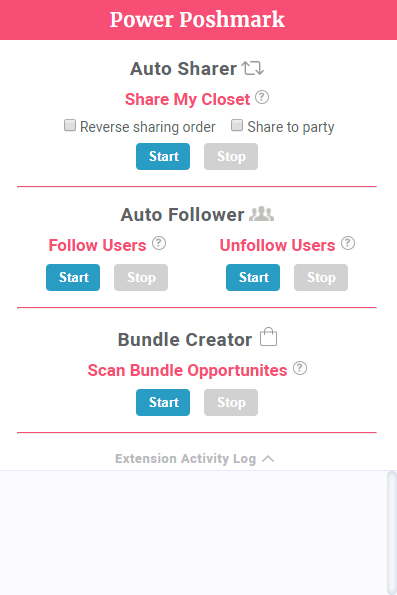 Power Poshmark
Auto Sharer
Share My Closet ?
Reverse sharing order Share to party
Start Stop
Auto Follower
Follow Users ? Unfollow Users ?
Start Stop Start Stop
Bundle Creator
Scan Bundle Opportunites ?
Start Stop
Extension Activity Log